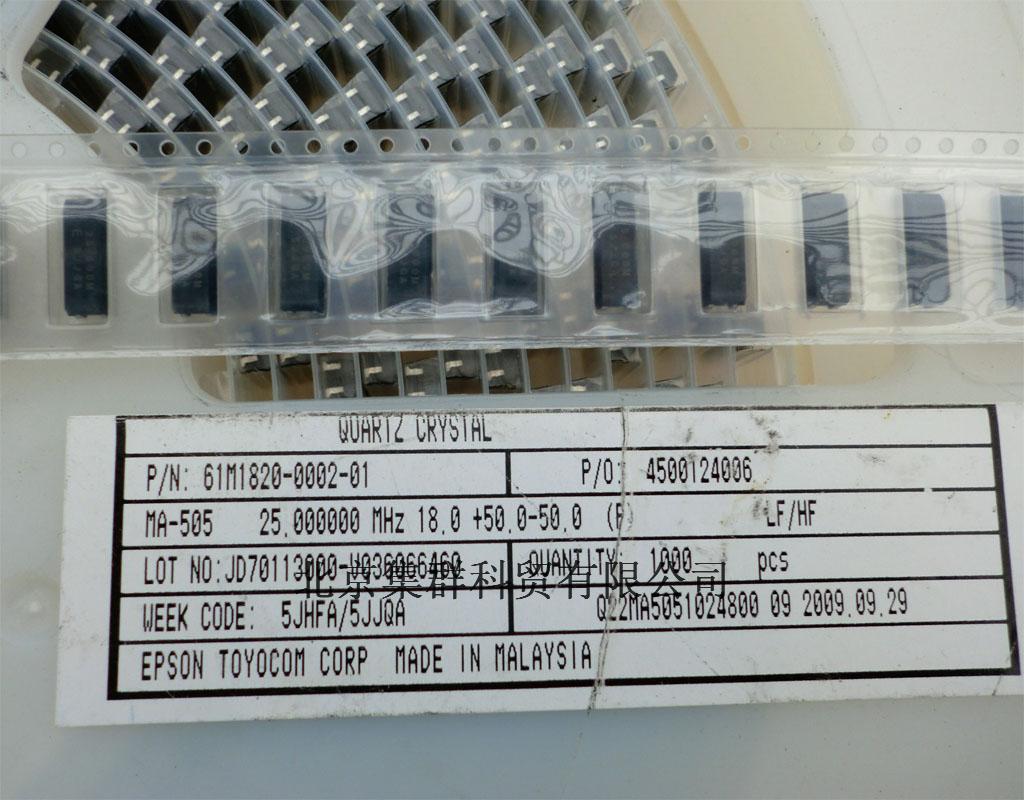 QUARTZ CRYSTAL
P/N: 61M1820-0002-01 P/O: 4500124006
MA-505 25.000000 MHz 18.0 +50.0-50.0 LF/HF
LOT NO: QUANTITY: 1000 pcs
北京集群科贸有限公司
WEEK CODE: 5JHFA/5JJQA Q22MA5051024800 09 2009.09.29
EPSON TOYOCOM CORP MADE IN MALAYSIA